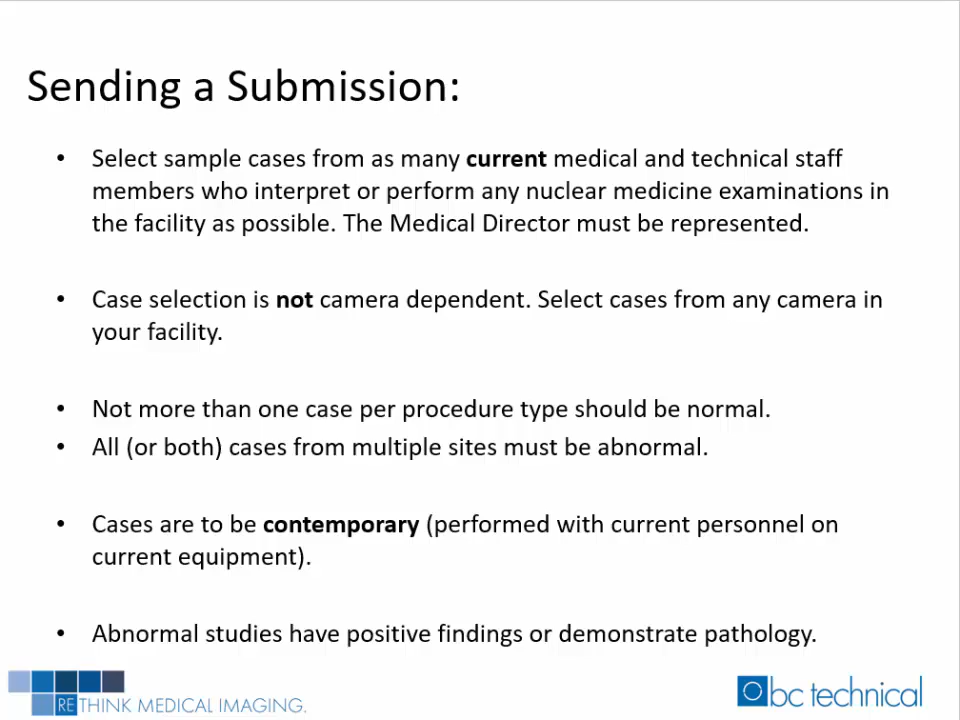 Sending a Submission:
• Select sample cases from as many current medical and technical staff
members who interpret or perform any nuclear medicine examinations in
the facility as possible. The Medical Director must be represented.
• Case selection is not camera dependent. Select cases from any camera in
your facility.
• Not more than one case per procedure type should be normal.
• All (or both) cases from multiple sites must be abnormal.
• Cases are to be contemporary (performed with current personnel on
current equipment).
• Abnormal studies have positive findings or demonstrate pathology.
RETHINK MEDICAL IMAGING.
bc technical